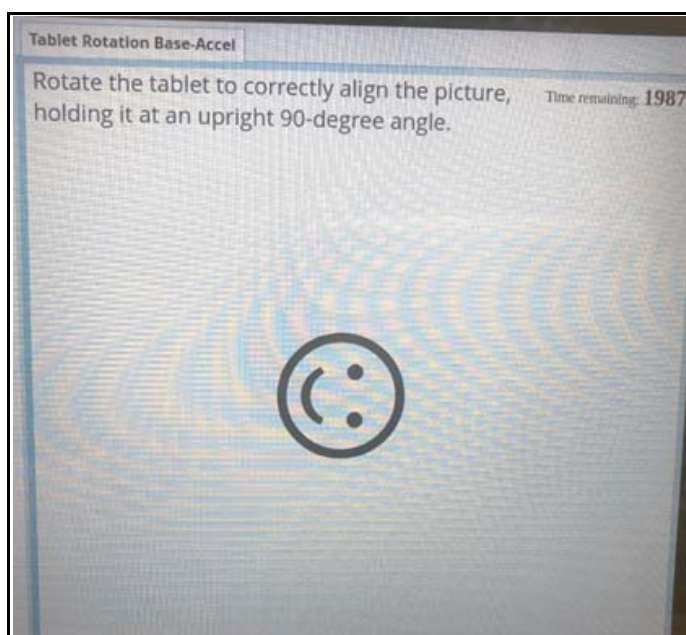 Tablet Rotation Base-Accel
Rotate the tablet to correctly align the picture,
holding it at an upright 90-degree angle.
Time remaining: 1987